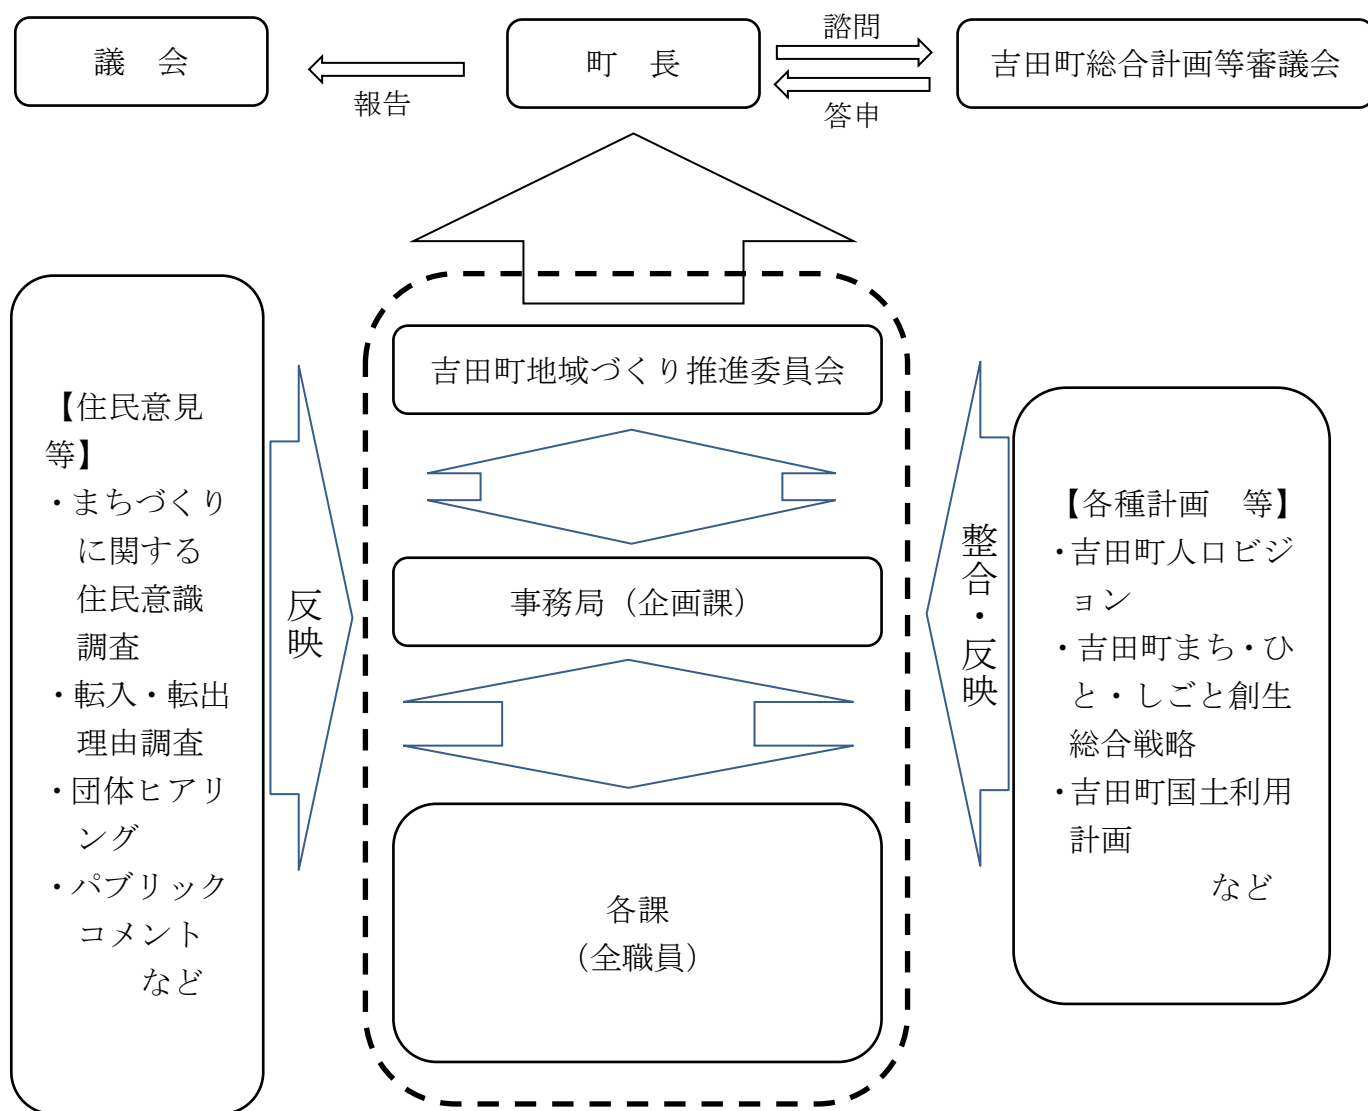 議　会
報告
町　長
諮問
答申
吉田町総合計画等審議会
【住民意見
等】
・まちづくり
に関する
住民意識
調査
・転入・転出
理由調査
・団体ヒアリ
ング
・パブリック
コメント
など
反映
吉田町地域づくり推進委員会
事務局（企画課）
各課
（全職員）
整合・反映
【各種計画　等】
・吉田町人口ビジ
ョン
・吉田町まち・ひ
と・しごと創生
総合戦略
・吉田町国土利用
計画
など